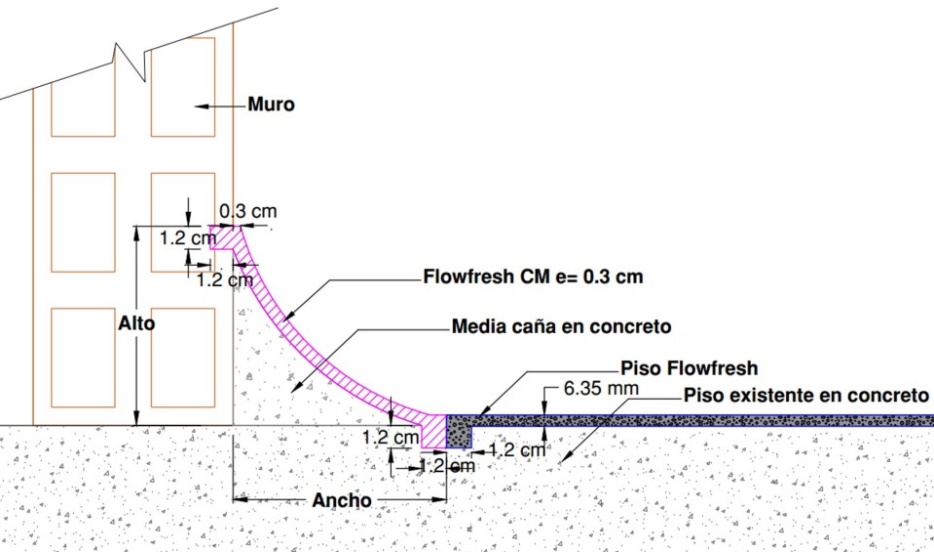 Muro
0.3 cm
1.2 cm
1.2 cm
Flowfresh CM e= 0.3 cm
Alto
Media caña en concreto
Piso Flowfresh
6.35 mm
Piso existente en concreto
1.2 cm
1.2 cm
1.2 cm
Ancho